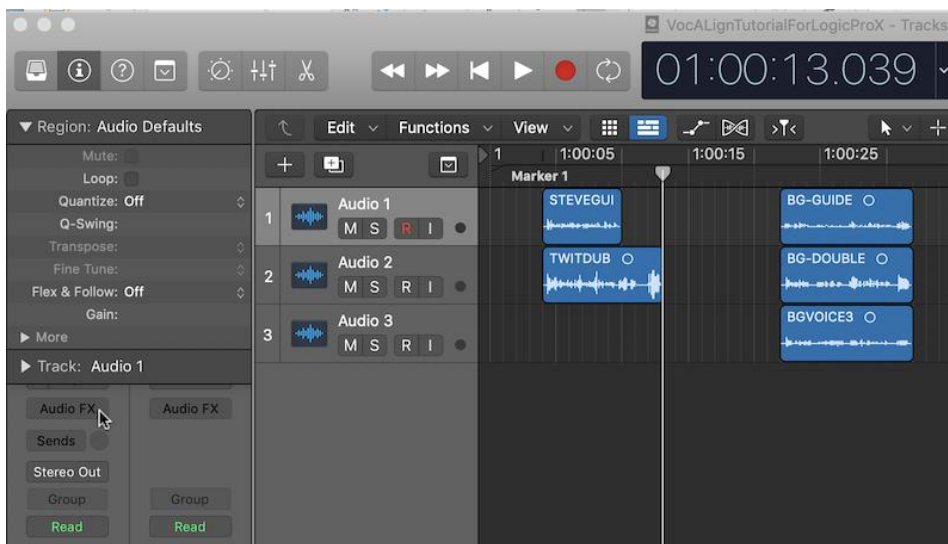 VocALignTutorialForLogicProX - Tracks
01:00:13.039
Region: Audio Defaults
Mute:
Loop:
Quantize: Off
Q-Swing:
Transpose:
Fine Tune:
Flex & Follow: Off
Gain:
More
Track: Audio 1
Audio FX
Audio FX
Sends
Stereo Out
Group
Group
Read
Read
Edit
Functions
View
1
1:00:05
1:00:15
1:00:25
Marker 1
1
Audio 1
M S R I
STEVEGUI
BG-GUIDE
2
Audio 2
M S R I
TWITDUB
BG-DOUBLE
3
Audio 3
M S R I
BGVOICE3